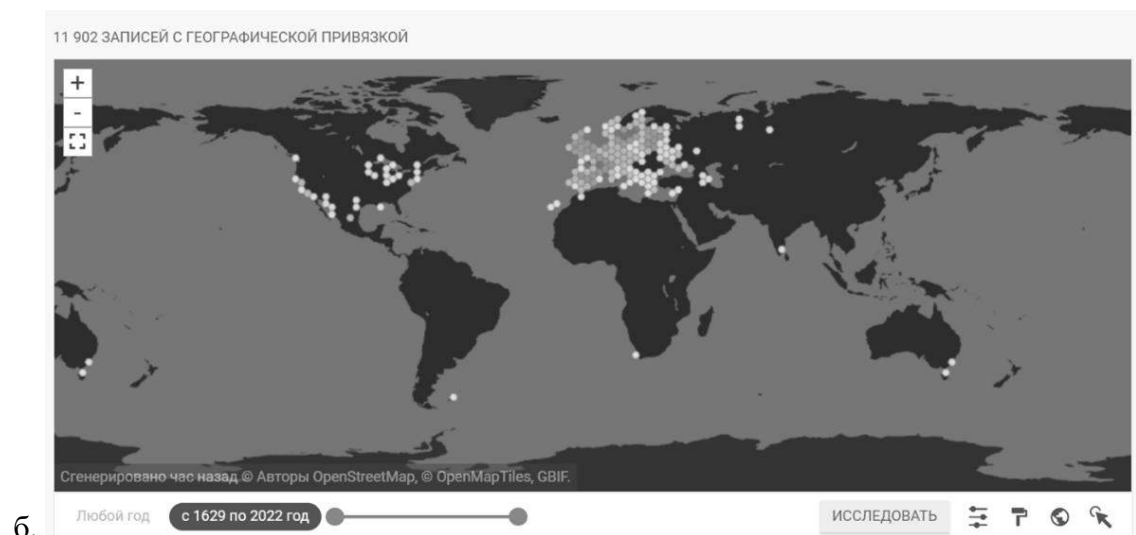 11 902 ЗАПИСЕЙ С ГЕОГРАФИЧЕСКОЙ ПРИВЯЗКОЙ
+
-
Сгенерировано час назад © Авторы OpenStreetMap, © OpenMapTiles, GBIF.
б.
Любой год с 1629 по 2022 год ИССЛЕДОВАТЬ